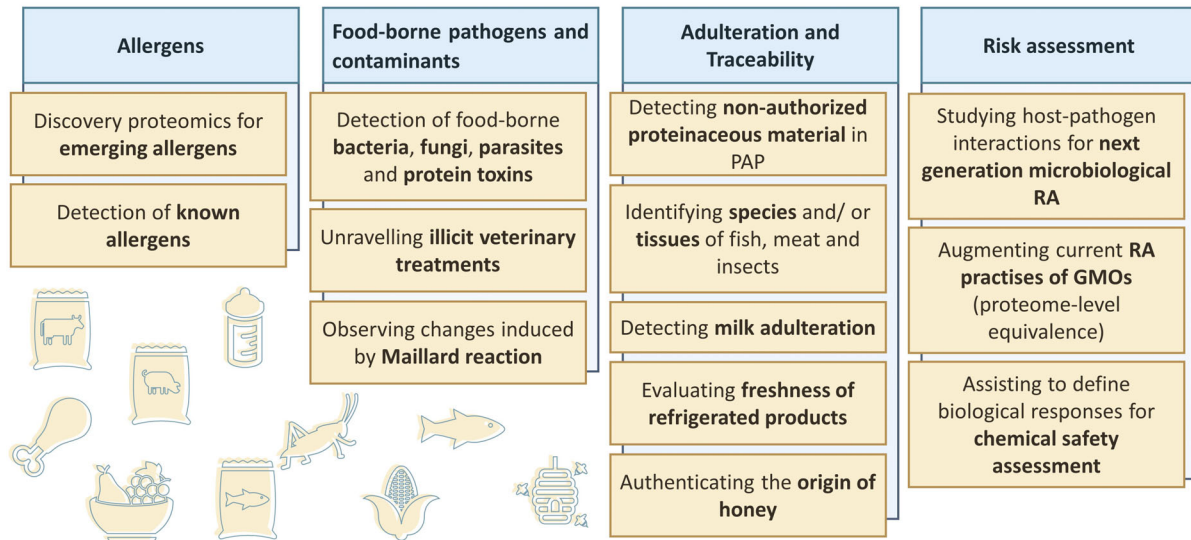 Allergens
Discovery proteomics for
emerging allergens
Detection of known
allergens
Food-borne pathogens and
contaminants
Detection of food-borne
bacteria, fungi, parasites
and protein toxins
Unravelling illicit veterinary
treatments
Observing changes induced
by Maillard reaction
Adulteration and
Traceability
Detecting non-authorized
proteinaceous material in
PAP
Identifying species and/ or
tissues of fish, meat and
insects
Detecting milk adulteration
Evaluating freshness of
refrigerated products
Authenticating the origin of
honey
Risk assessment
Studying host-pathogen
interactions for next
generation microbiological
RA
Augmenting current RA
practises of GMOs
(proteome-level
equivalence)
Assisting to define
biological responses for
chemical safety
assessment